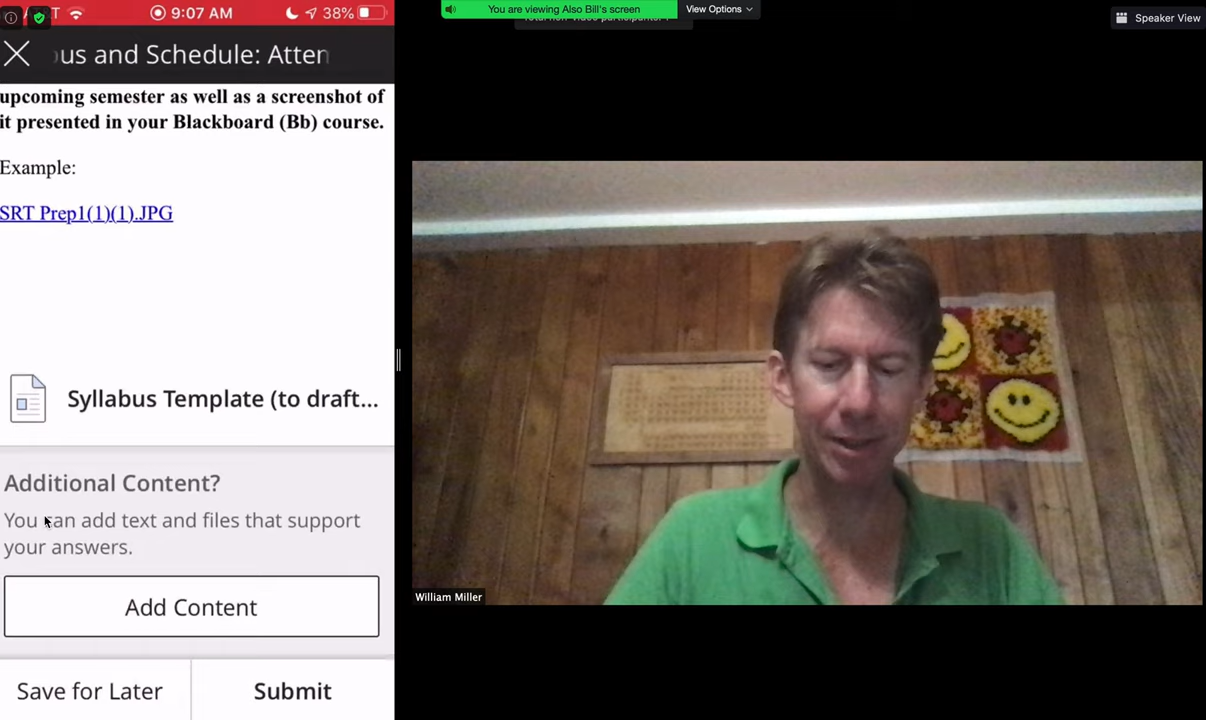 9:07 AM
38%
You are viewing Also Bill's screen
View Options
Speaker View
us and Schedule: Atten
upcoming semester as well as a screenshot of
it presented in your Blackboard (Bb) course.
Example:
SRT Prep1(1)(1).JPG
Syllabus Template (to draft...
Additional Content?
You can add text and files that support
your answers.
Add Content
Save for Later
Submit
William Miller